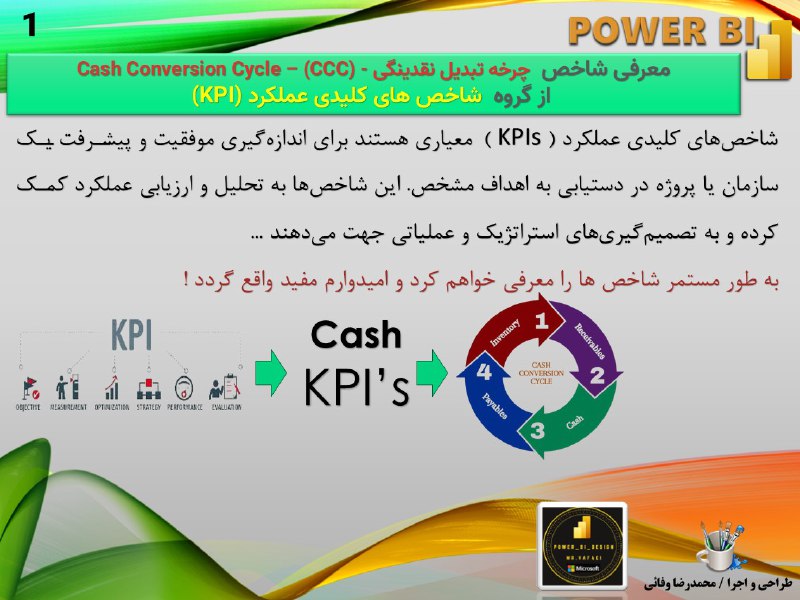 1
POWER BI
معرفی شاخص چرخه تبدیل نقدینگی - Cash Conversion Cycle – (CCC)
از گروه شاخص های کلیدی عملکرد (KPI)
شاخص‌های کلیدی عملکرد ( KPIs ) معیاری هستند برای اندازه‌گیری موفقیت و پیشرفت یک
سازمان یا پروژه در دستیابی به اهداف مشخص. این شاخص‌ها به تحلیل و ارزیابی عملکرد کمک
کرده و به تصمیم‌گیری‌های استراتژیک و عملیاتی جهت می‌دهند ...
به طور مستمر شاخص ها را معرفی خواهم کرد و امیدوارم مفید واقع گردد !
KPI
OBJECTIVE MEASUREMENT OPTIMIZATION STRATEGY PERFORMANCE EVALUATION
Cash
KPI's
1
Inventory
Receivables
2
Cash
3
Payables
4
CASH
CONVERSION
CYCLE
POWER_BI_DESIGN
MR.VAFAEI
Microsoft
طراحی و اجرا / محمدرضا وفائی